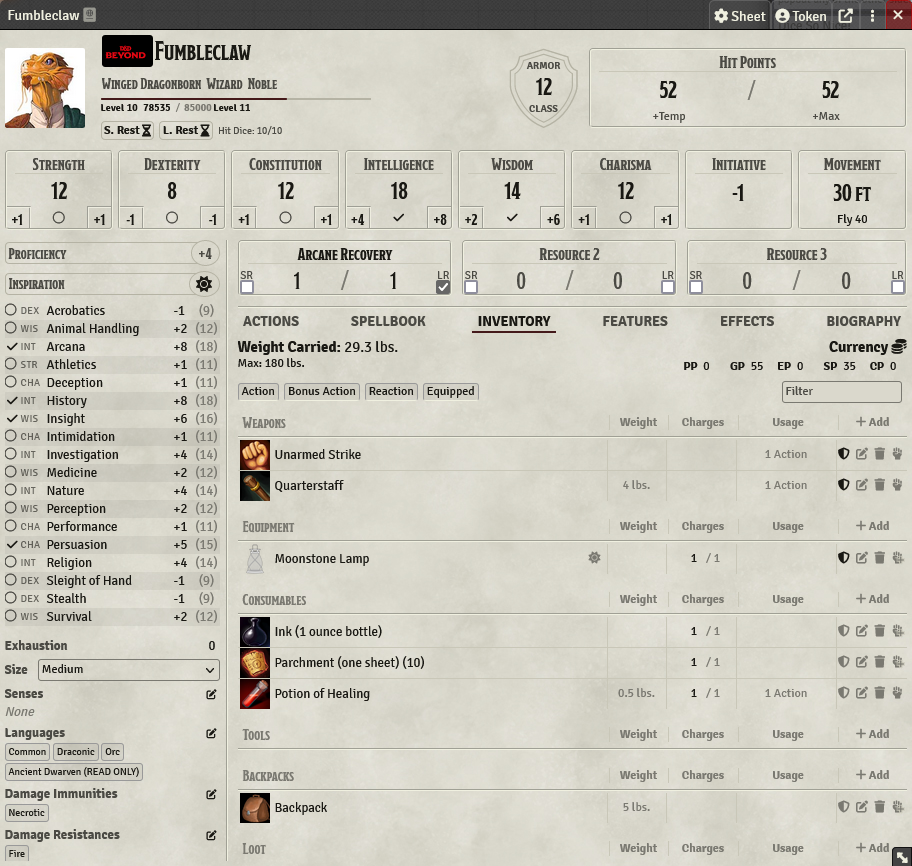 Fumbleclaw
Sheet Token
D&D BEYOND
FUMBLECLAW
WINGED DRAGONBORN WIZARD NOBLE
Level 10 78535 / 85000 Level 11
S. Rest L. Rest Hit Dice: 10/10
ARMOR
12
CLASS
HIT POINTS
52 / 52
+Temp +Max
STRENGTH
12
+1 +1
DEXTERITY
8
-1 -1
CONSTITUTION
12
+1 +1
INTELLIGENCE
18
+4 +8
WISDOM
14
+2 +6
CHARISMA
12
+1 +1
INITIATIVE
-1
MOVEMENT
30 FT
Fly 40
PROFICIENCY +4
INSPIRATION
DEX Acrobatics -1 (9)
WIS Animal Handling +2 (12)
INT Arcana +8 (18)
STR Athletics +1 (11)
CHA Deception +1 (11)
INT History +8 (18)
WIS Insight +6 (16)
CHA Intimidation +1 (11)
INT Investigation +4 (14)
WIS Medicine +2 (12)
INT Nature +4 (14)
WIS Perception +2 (12)
CHA Performance +1 (11)
CHA Persuasion +5 (15)
INT Religion +4 (14)
DEX Sleight of Hand -1 (9)
DEX Stealth -1 (9)
WIS Survival +2 (12)
Exhaustion 0
Size Medium
Senses
None
Languages
Common Draconic Orc
Ancient Dwarven (READ ONLY)
Damage Immunities
Necrotic
Damage Resistances
Fire
ARCANE RECOVERY
SR 1 / 1 LR
RESOURCE 2
SR 0 / 0 LR
RESOURCE 3
SR 0 / 0 LR
ACTIONS SPELLBOOK INVENTORY FEATURES EFFECTS BIOGRAPHY
Weight Carried: 29.3 lbs. Currency
Max: 180 lbs. PP 0 GP 55 EP 0 SP 35 CP 0
Action Bonus Action Reaction Equipped Filter
WEAPONS Weight Charges Usage + Add
Unarmed Strike 1 Action
Quarterstaff 4 lbs. 1 Action
EQUIPMENT Weight Charges Usage + Add
Moonstone Lamp 1 / 1
CONSUMABLES Weight Charges Usage + Add
Ink (1 ounce bottle) 1 / 1
Parchment (one sheet) (10) 1 / 1
Potion of Healing 0.5 lbs. 1 / 1 1 Action
TOOLS Weight Charges Usage + Add
BACKPACKS Weight Charges Usage + Add
Backpack 5 lbs.
LOOT Weight Charges Usage + Add